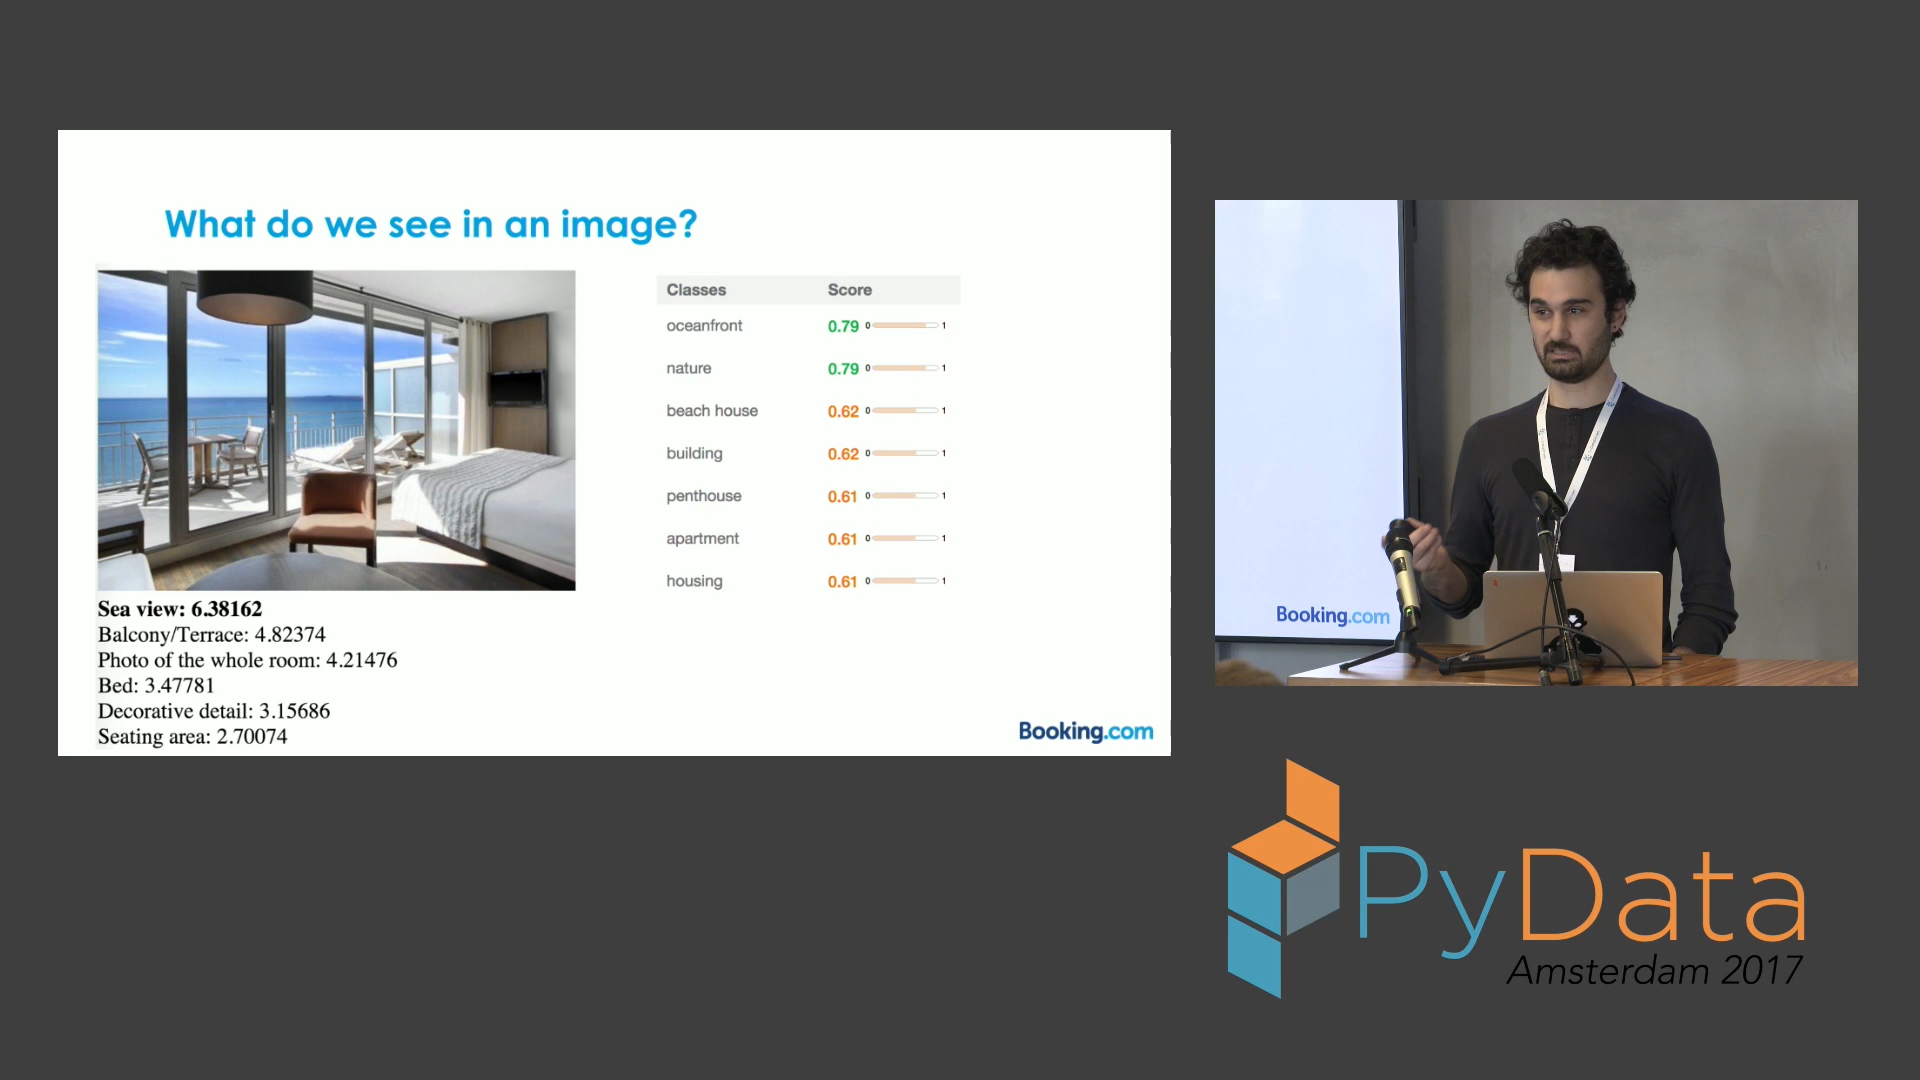 What do we see in an image?
Classes Score
oceanfront 0.79 0 1
nature 0.79 0 1
beach house 0.62 0 1
building 0.62 0 1
penthouse 0.61 0 1
apartment 0.61 0 1
housing 0.61 0 1
Sea view: 6.38162
Balcony/Terrace: 4.82374
Photo of the whole room: 4.21476
Bed: 3.47781
Decorative detail: 3.15686
Seating area: 2.70074
Booking.com
Booking.com
PyData
Amsterdam 2017